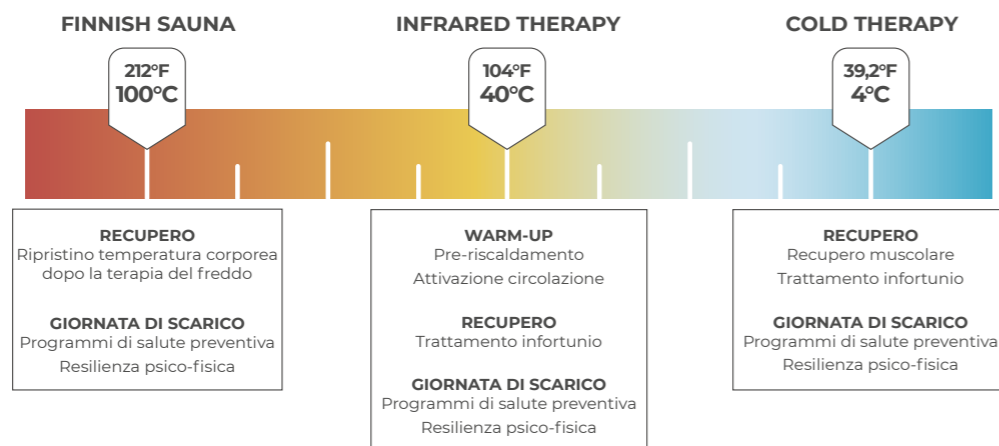 FINNISH SAUNA
212°F
100°C
RECUPERO
Ripristino temperatura corporea
dopo la terapia del freddo
GIORNATA DI SCARICO
Programmi di salute preventiva
Resilienza psico-fisica
INFRARED THERAPY
104°F
40°C
WARM-UP
Pre-riscaldamento
Attivazione circolazione
RECUPERO
Trattamento infortunio
GIORNATA DI SCARICO
Programmi di salute preventiva
Resilienza psico-fisica
COLD THERAPY
39,2°F
4°C
RECUPERO
Recupero muscolare
Trattamento infortunio
GIORNATA DI SCARICO
Programmi di salute preventiva
Resilienza psico-fisica